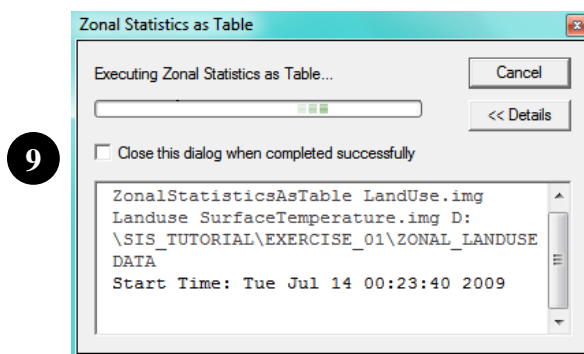 Zonal Statistics as Table
Executing Zonal Statistics as Table...
Cancel
<< Details
9
Close this dialog when completed successfully
ZonalStatisticsAsTable LandUse.img
Landuse SurfaceTemperature.img D:
\SIS_TUTORIAL\EXERCISE_01\ZONAL_LANDUSE
DATA
Start Time: Tue Jul 14 00:23:40 2009